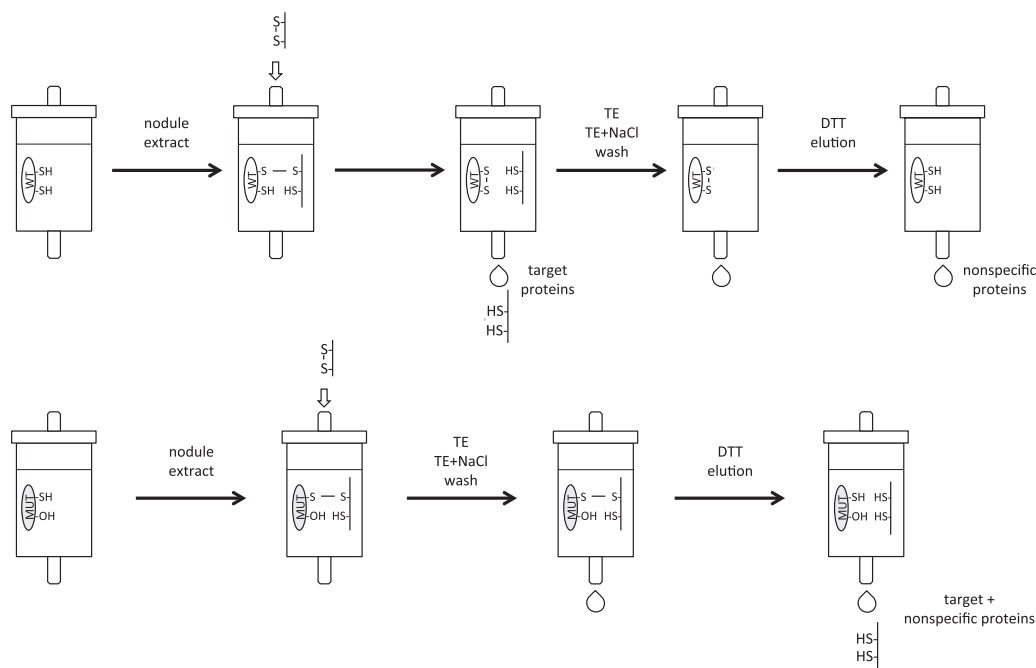 S
S
nodule
extract
TE
TE+NaCl
wash
DTT
elution
WT
SH
SH
WT
S — S
SH HS
WT
S HS
S HS
WT
S
S
WT
SH
SH
target
proteins
HS
HS
nonspecific
proteins
S
S
nodule
extract
TE
TE+NaCl
wash
DTT
elution
MUT
SH
OH
MUT
S — S
OH HS
MUT
S — S
OH HS
MUT
SH HS
OH HS
target +
nonspecific proteins
HS
HS